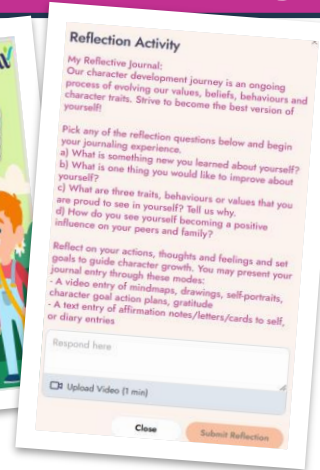 Reflection Activity
My Reflective Journal:
Our character development journey is an ongoing
process of evolving our values, beliefs, behaviours and
character traits. Strive to become the best version of
yourself!
Pick any of the reflection questions below and begin
your journaling experience.
a) What is something new you learned about yourself?
b) What is one thing you would like to improve about
yourself?
c) What are three traits, behaviours or values that you
are proud to see in yourself? Tell us why.
d) How do you see yourself becoming a positive
influence on your peers and family?
Reflect on your actions, thoughts and feelings and set
goals to guide character growth. You may present your
journal entry through these modes:
- A video entry of mindmaps, drawings, self-portraits,
character goal action plans, gratitude
- A text entry of affirmation notes/letters/cards to self,
or diary entries
Respond here
Upload Video (1 min)
Close
Submit Reflection